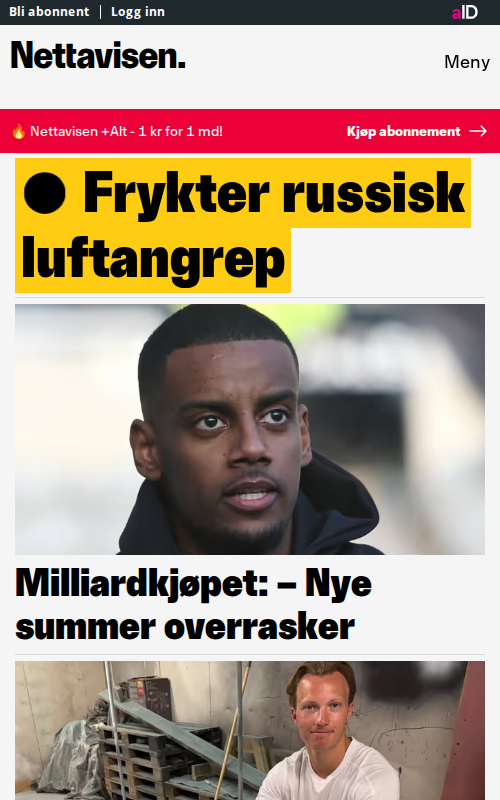 Bli abonnent | Logg inn
aID
Nettavisen.
Meny
🔥 Nettavisen +Alt - 1 kr for 1 md!
Kjøp abonnement →
● Frykter russisk
luftangrep
Milliardkjøpet: – Nye
summer overrasker